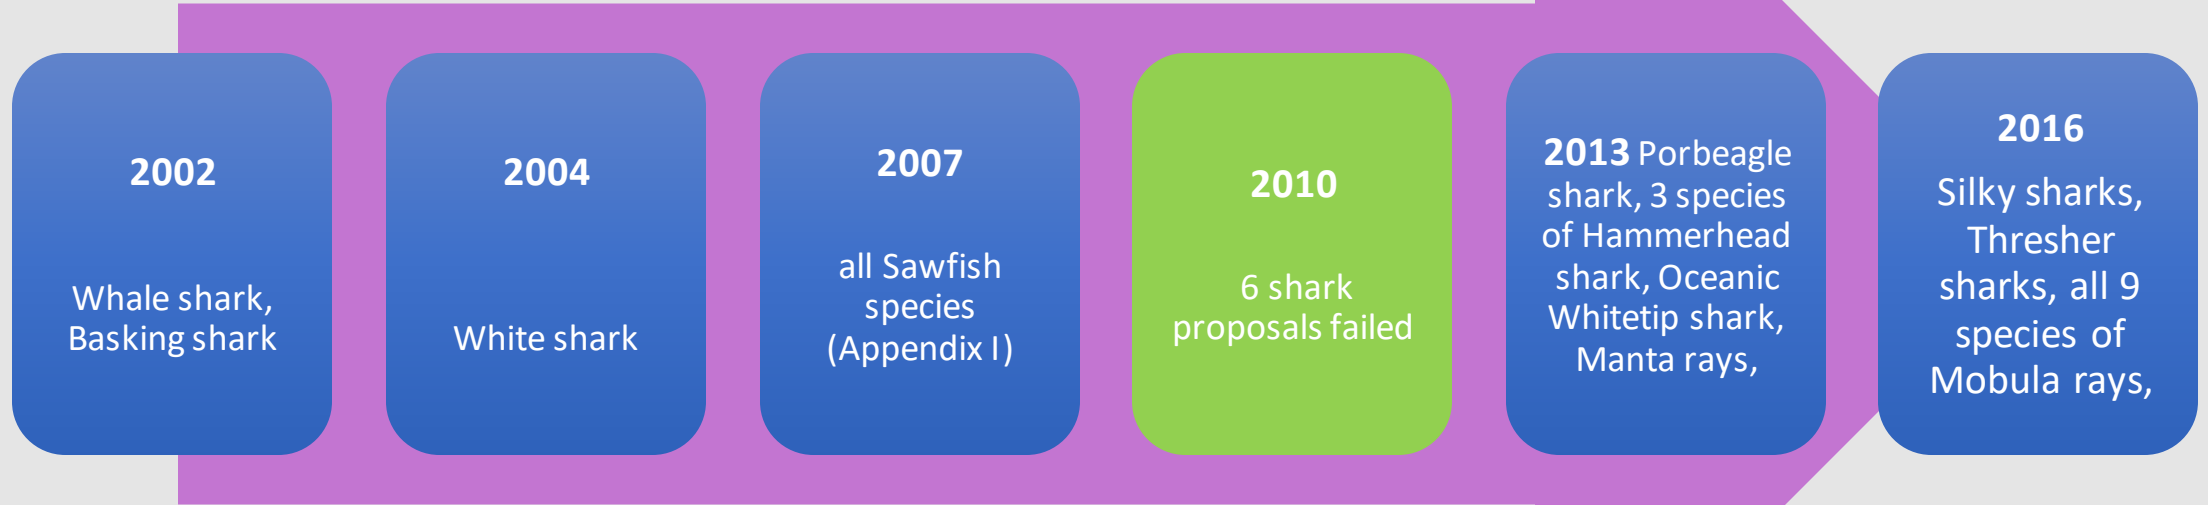 2002
Whale shark,
Basking shark
2004
White shark
2007
all Sawfish
species
(Appendix I)
2010
6 shark
proposals failed
2013 Porbeagle
shark, 3 species
of Hammerhead
shark, Oceanic
Whitetip shark,
Manta rays,
2016
Silky sharks,
Thresher
sharks, all 9
species of
Mobula rays,